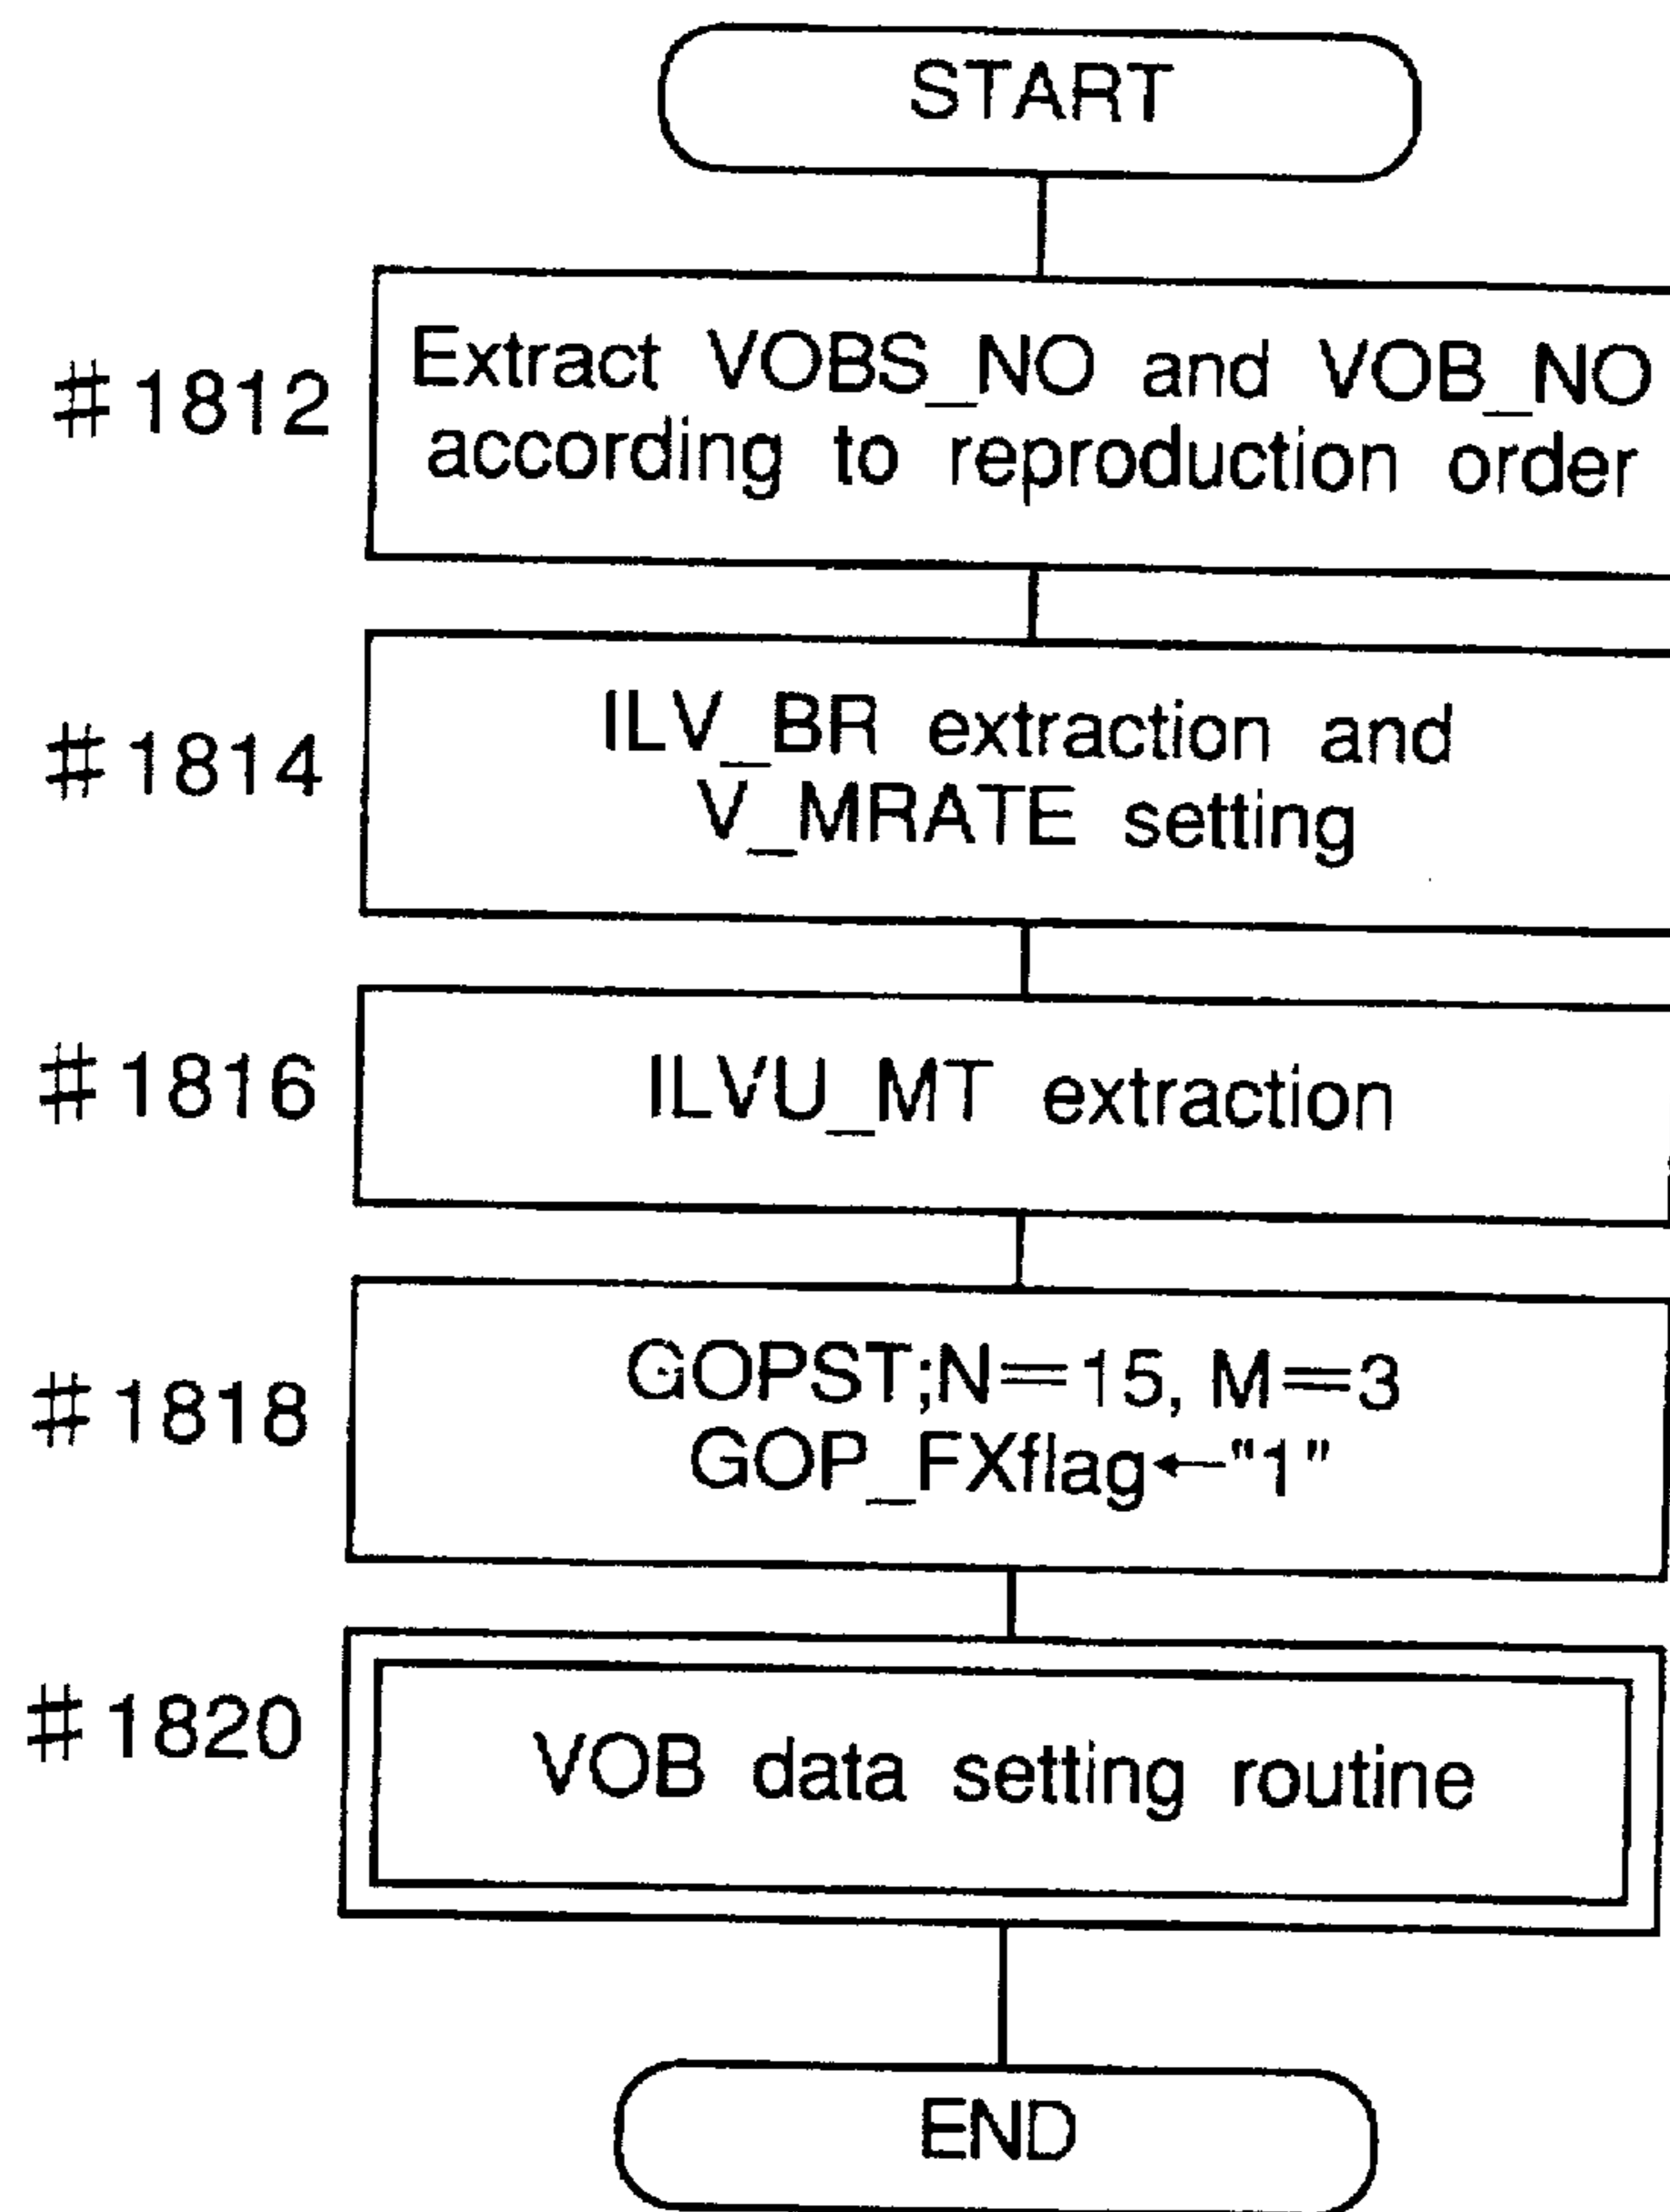 START
#1812
Extract VOBS_NO and VOB_NO
according to reproduction order
#1814
ILV_BR extraction and
V_MRATE setting
#1816
ILVU_MT extraction
#1818
GOPST;N=15, M=3
GOP_FXflag←"1"
#1820
VOB data setting routine
END